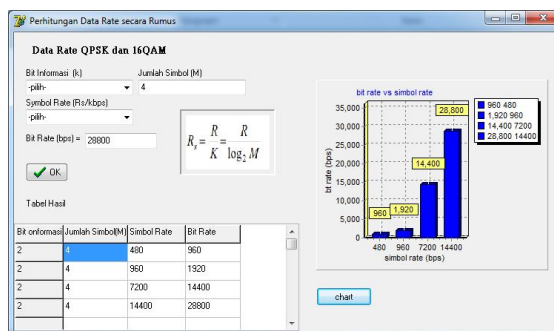 Perhitungan Data Rate secara Rumus
Data Rate QPSK dan 16QAM
Bit Informasi (k)
Jumlah Simbol (M)
-pilih-
4
Symbol Rate (Rs/kbps)
-pilih-
Bit Rate (bps) = 28800
R_s = R/K = R/log_2 M
OK
Tabel Hasil
Bit onformasi Jumlah Simbol(M) Simbol Rate Bit Rate
2 4 480 960
2 4 960 1920
2 4 7200 14400
2 4 14400 28800
bit rate vs simbol rate
35,000
30,000
25,000
20,000
15,000
10,000
5,000
0
bt rate (bps)
960
1,920
14,400
28,800
480 960 7200 14400
simbol rate (bps)
960 480
1,920 960
14,400 7200
28,800 14400
chart